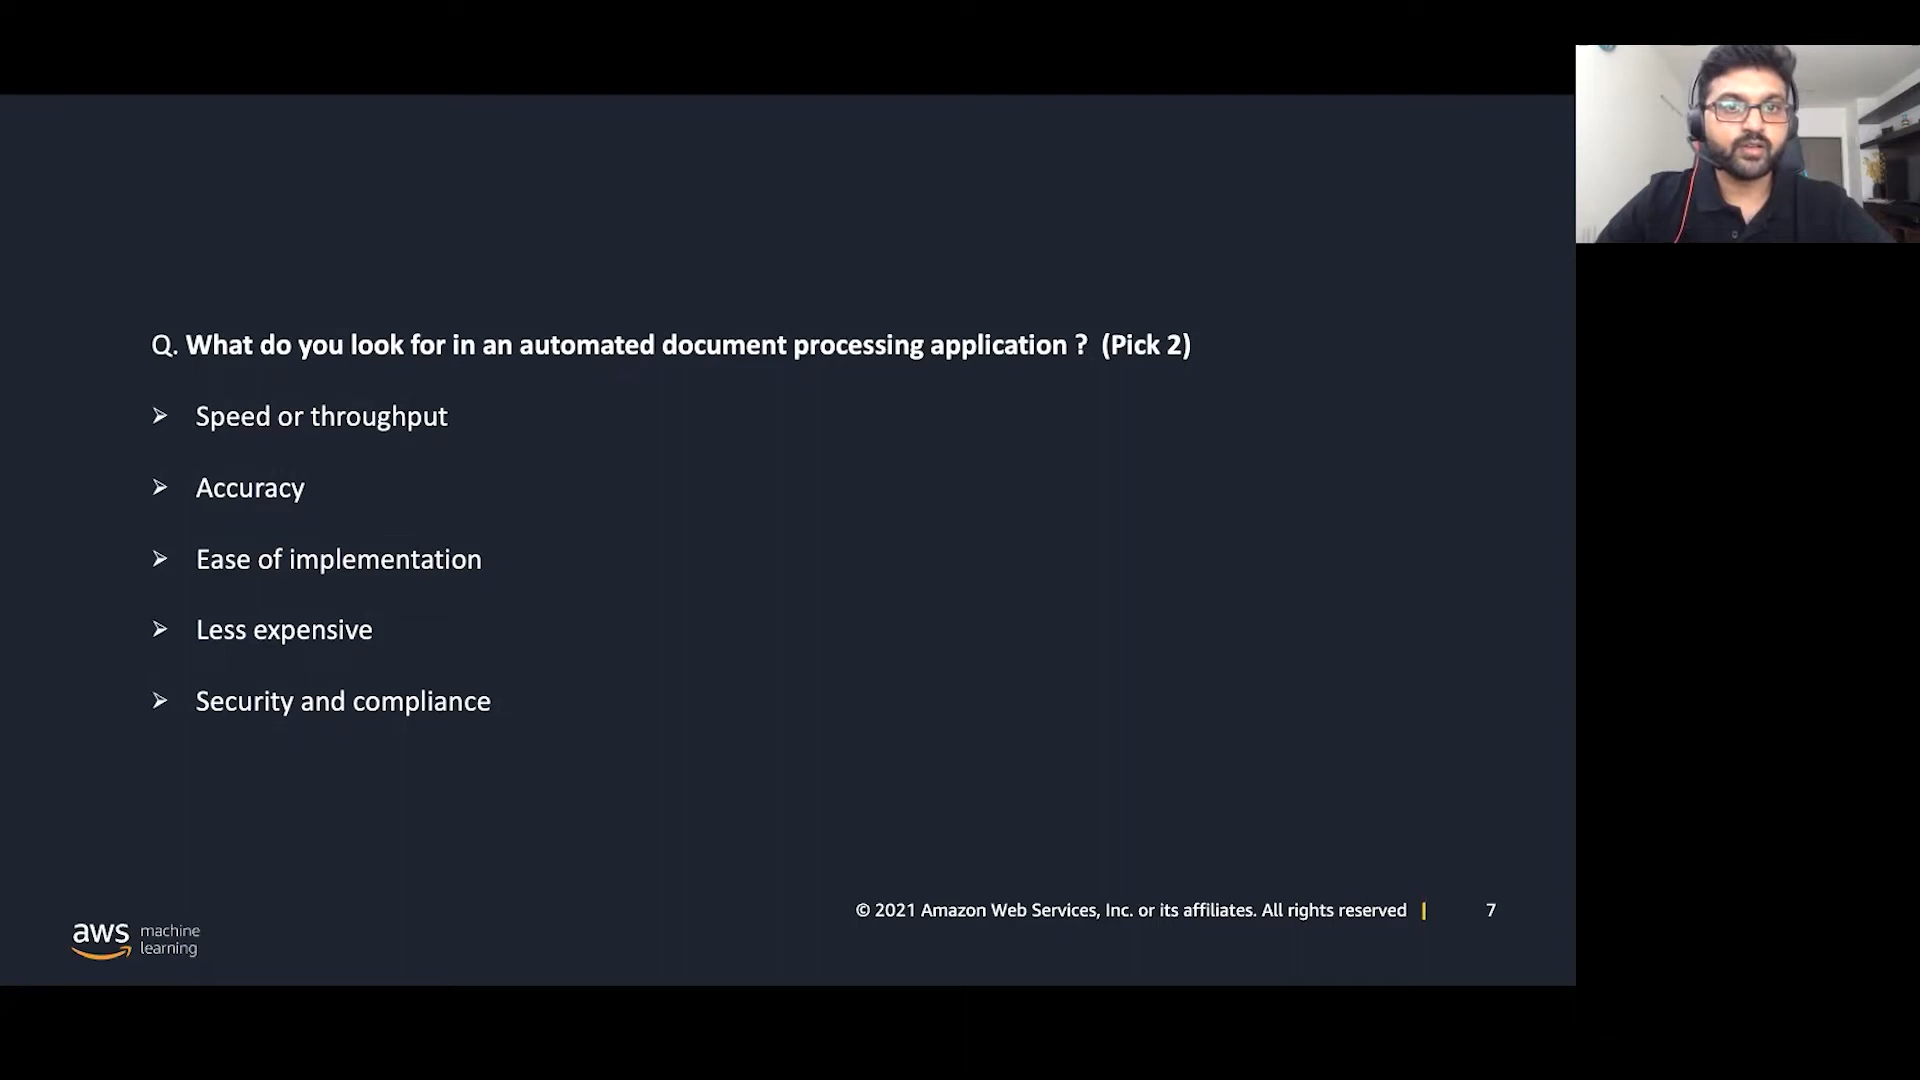 Q. What do you look for in an automated document processing application ? (Pick 2)
➢ Speed or throughput
➢ Accuracy
➢ Ease of implementation
➢ Less expensive
➢ Security and compliance
© 2021 Amazon Web Services, Inc. or its affiliates. All rights reserved | 7
aws machine
learning